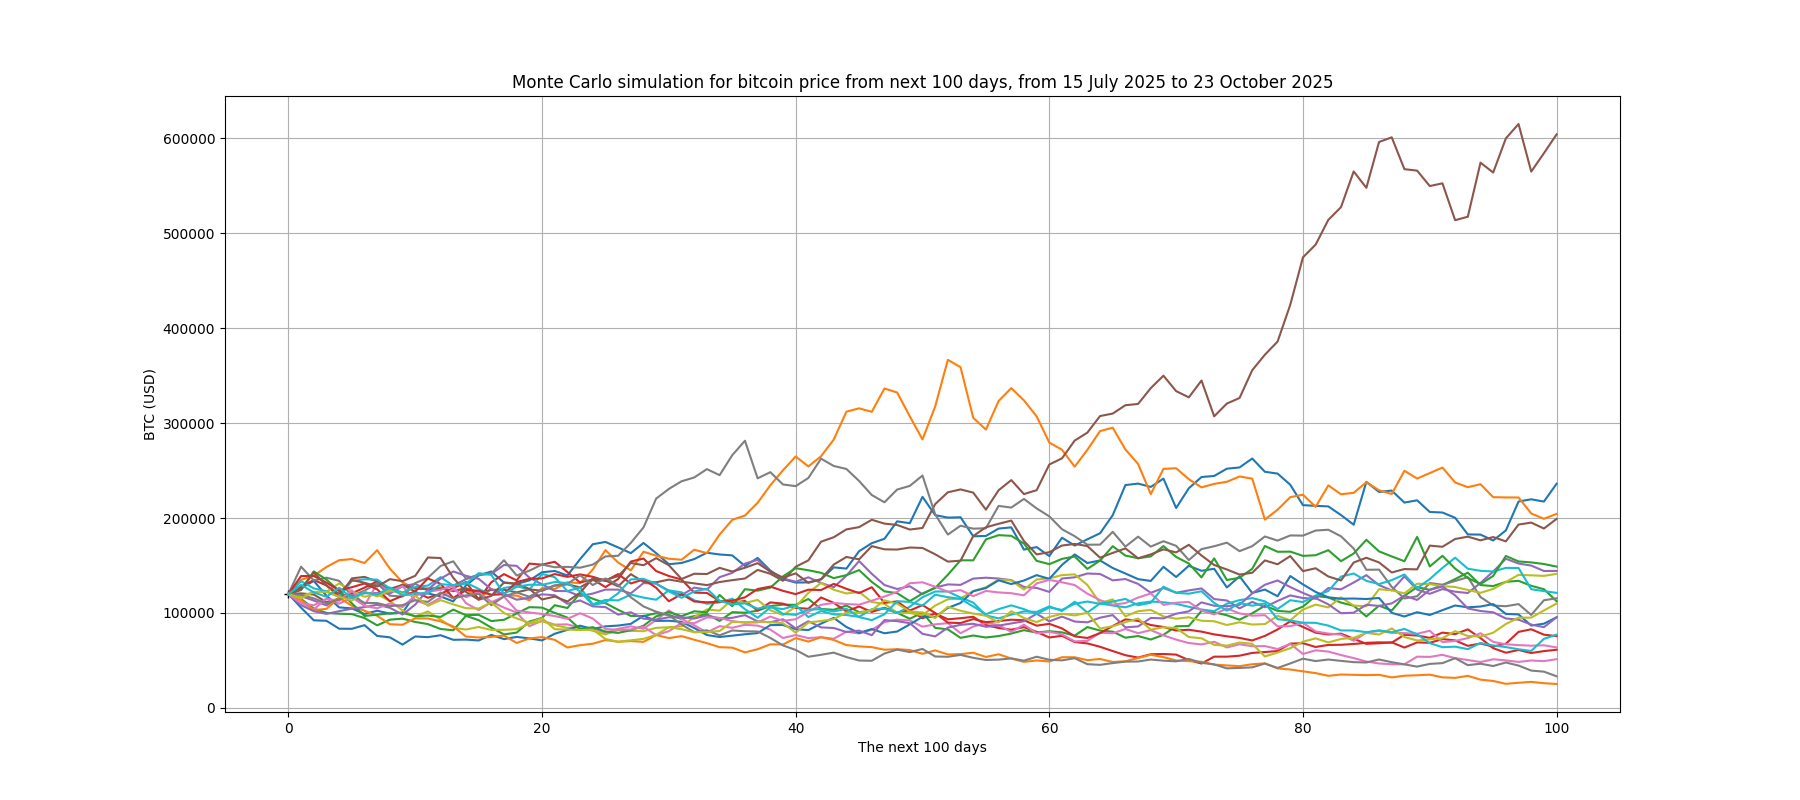 Monte Carlo simulation for bitcoin price from next 100 days, from 15 July 2025 to 23 October 2025
600000
500000
400000
300000
200000
100000
0
BTC (USD)
0 20 40 60 80 100
The next 100 days